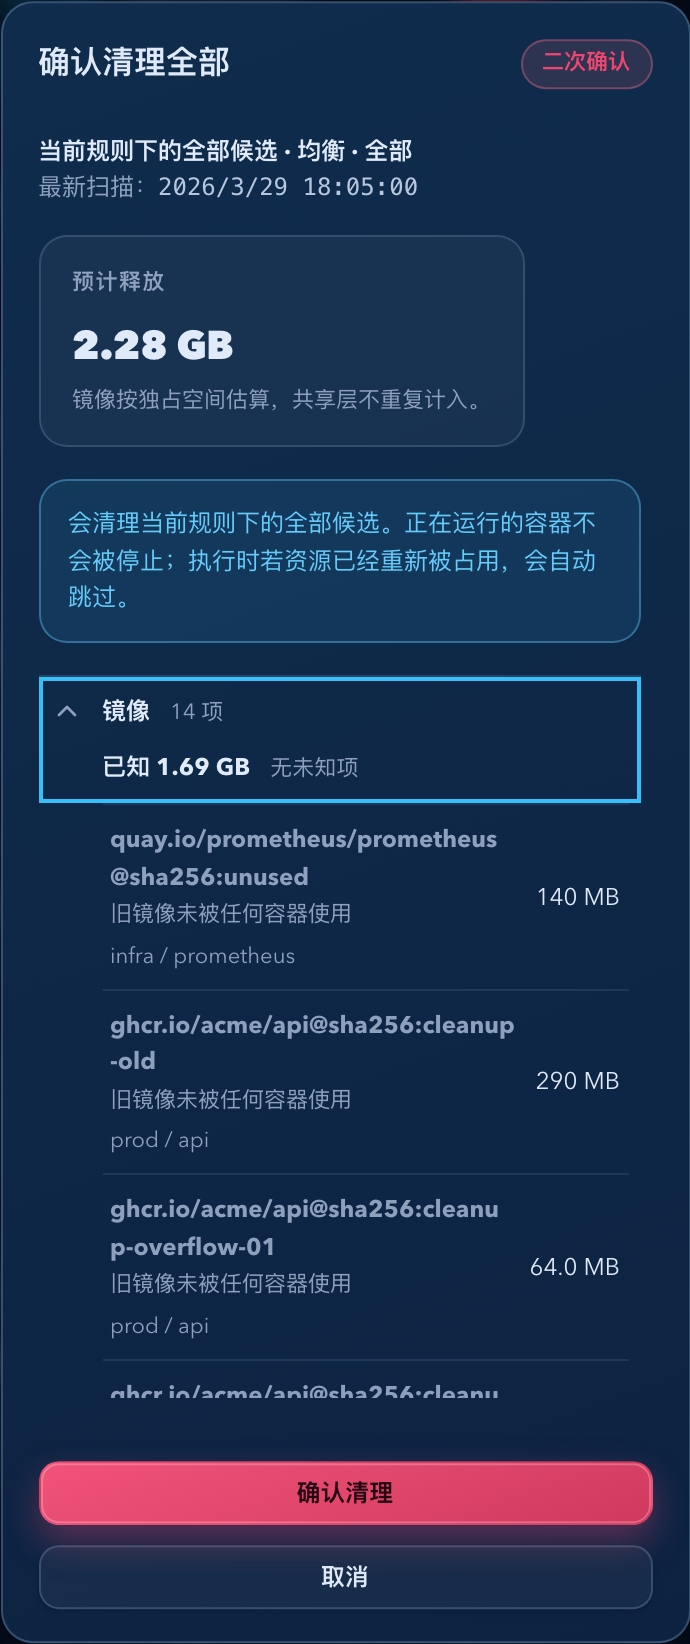 确认清理全部
二次确认
当前规则下的全部候选 · 均衡 · 全部
最新扫描：2026/3/29 18:05:00
预计释放
2.28 GB
镜像按独占空间估算，共享层不重复计入。
会清理当前规则下的全部候选。正在运行的容器不
会被停止；执行时若资源已经重新被占用，会自动
跳过。
镜像 14 项
已知 1.69 GB 无未知项
quay.io/prometheus/prometheus
@sha256:unused
140 MB
旧镜像未被任何容器使用
infra / prometheus
ghcr.io/acme/api@sha256:cleanup
-old
290 MB
旧镜像未被任何容器使用
prod / api
ghcr.io/acme/api@sha256:cleanu
p-overflow-01
64.0 MB
旧镜像未被任何容器使用
prod / api
ghcr.io/acme/api@sha256:cleanu
确认清理
取消